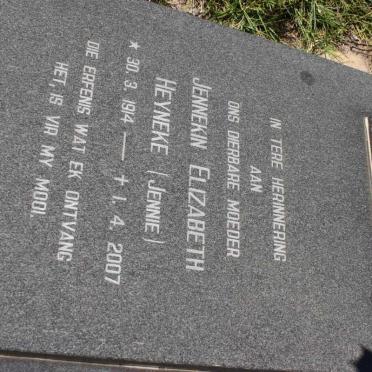 IN TERE HERINNERING
AAN
ONS DIERBARE MOEDER
JENNEKIN ELIZABETH
HEYNEKE (JENNIE)
★ 30. 3. 1914 — + 1. 4. 2007
DIE ERFENIS WAT EK ONTVANG
HET, IS VIR MY MOOI.